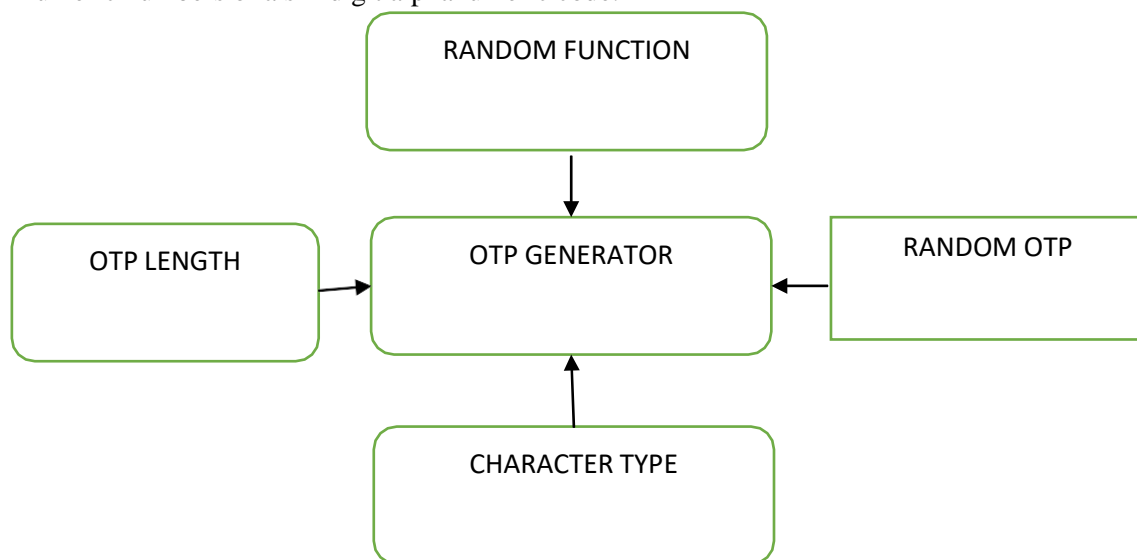 RANDOM FUNCTION
OTP LENGTH
OTP GENERATOR
RANDOM OTP
CHARACTER TYPE